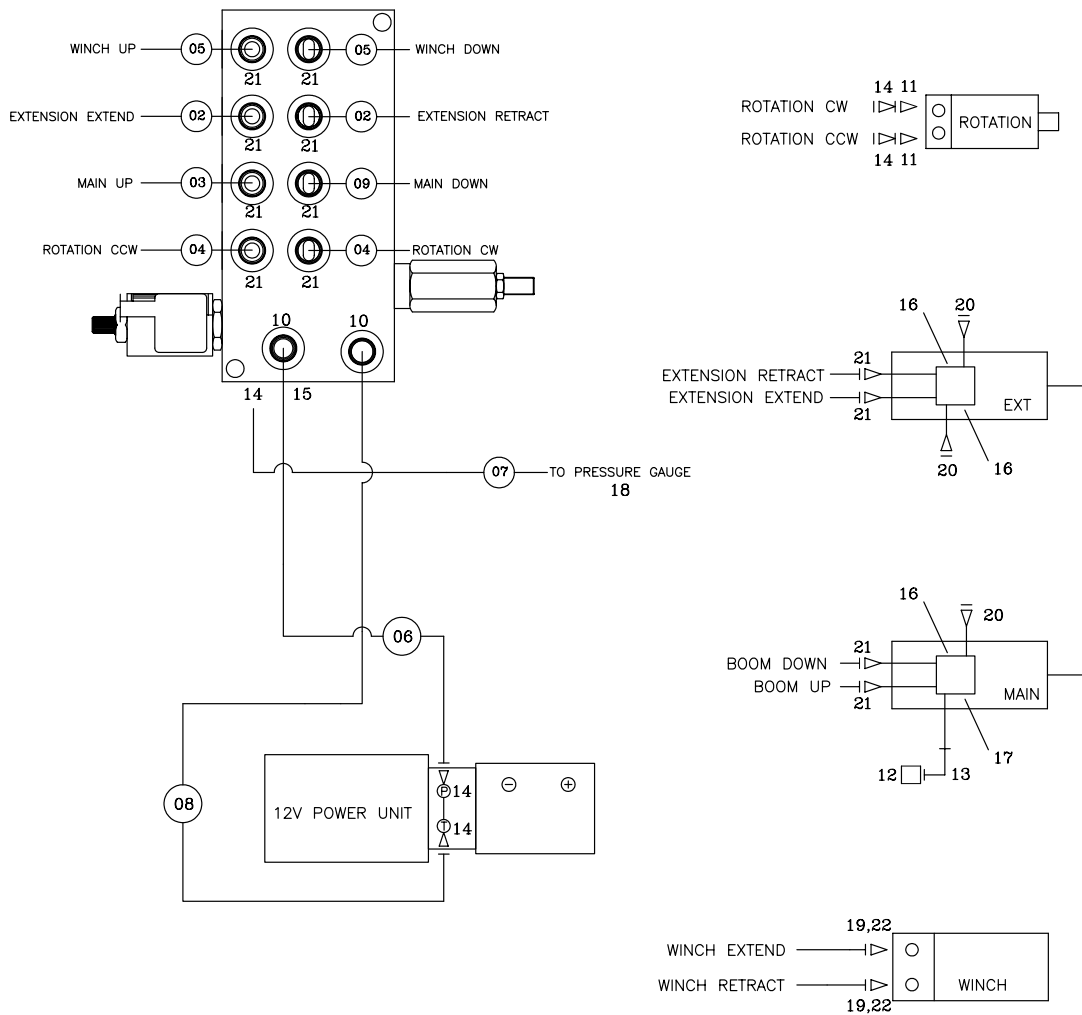 WINCH UP 05 05 WINCH DOWN
21 21
EXTENSION EXTEND 02 02 EXTENSION RETRACT
21 21
MAIN UP 03 09 MAIN DOWN
21 21
ROTATION CCW 04 04 ROTATION CW
21 21
10 10
14 15
07 TO PRESSURE GAUGE
18
06
08
12V POWER UNIT
P 14
T 14
− +
14 11
ROTATION CW
ROTATION CCW
14 11
ROTATION
16 20
21
EXTENSION RETRACT
EXTENSION EXTEND
21
EXT
20 16
16 20
21
BOOM DOWN
BOOM UP
21
MAIN
17
12 13
19,22
WINCH EXTEND
WINCH RETRACT
19,22
WINCH